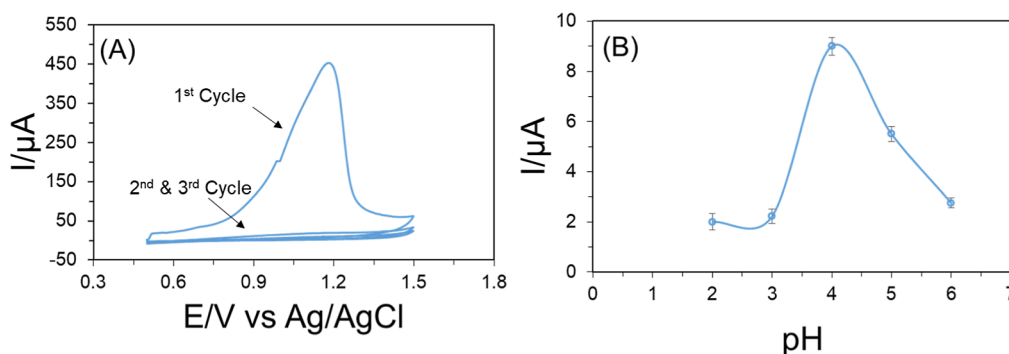 (A)
550
450
350
250
150
50
-50
I/µA
1st Cycle
2nd & 3rd Cycle
0.3 0.6 0.9 1.2 1.5 1.8
E/V vs Ag/AgCl
(B)
10
8
6
4
2
0
I/µA
0 1 2 3 4 5 6 7
pH